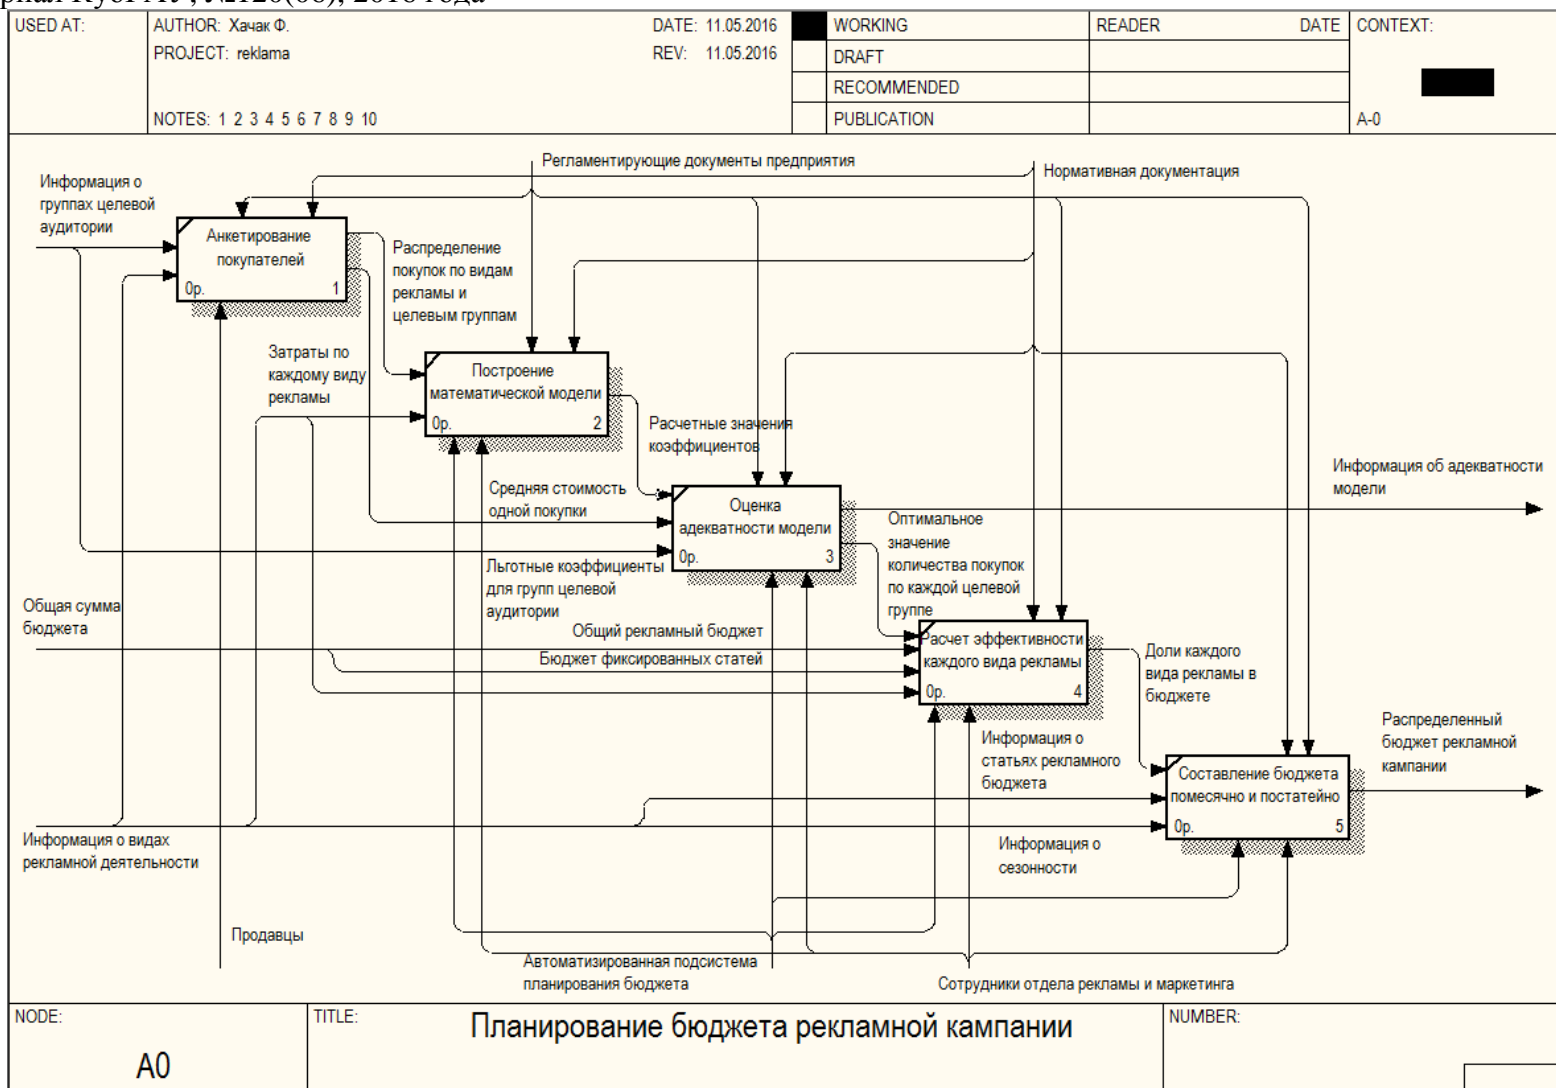 рнал КубГАУ, №120(06), 2016 года
USED AT:
AUTHOR: Хачак Ф.
DATE: 11.05.2016
PROJECT: reklama
REV: 11.05.2016
NOTES: 1 2 3 4 5 6 7 8 9 10
WORKING
DRAFT
RECOMMENDED
PUBLICATION
READER
DATE
CONTEXT:
A-0
Регламентирующие документы предприятия
Нормативная документация
Информация о
группах целевой
аудитории
Анкетирование
покупателей
0р.
1
Распределение
покупок по видам
рекламы и
целевым группам
Затраты по
каждому виду
рекламы
Построение
математической модели
0р.
2
Расчетные значения
коэффициентов
Информация об адекватности
модели
Средняя стоимость
одной покупки
Оценка
адекватности модели
0р.
3
Оптимальное
значение
количества покупок
по каждой целевой
группе
Льготные коэффициенты
для групп целевой
аудитории
Общая сумма
бюджета
Общий рекламный бюджет
Бюджет фиксированных статей
Расчет эффективности
каждого вида рекламы
0р.
4
Доли каждого
вида рекламы в
бюджете
Распределенный
бюджет рекламной
кампании
Информация о
статьях рекламного
бюджета
Составление бюджета
помесячно и постатейно
0р.
5
Информация о видах
рекламной деятельности
Информация о
сезонности
Продавцы
Автоматизированная подсистема
планирования бюджета
Сотрудники отдела рекламы и маркетинга
NODE:
A0
TITLE:
Планирование бюджета рекламной кампании
NUMBER: